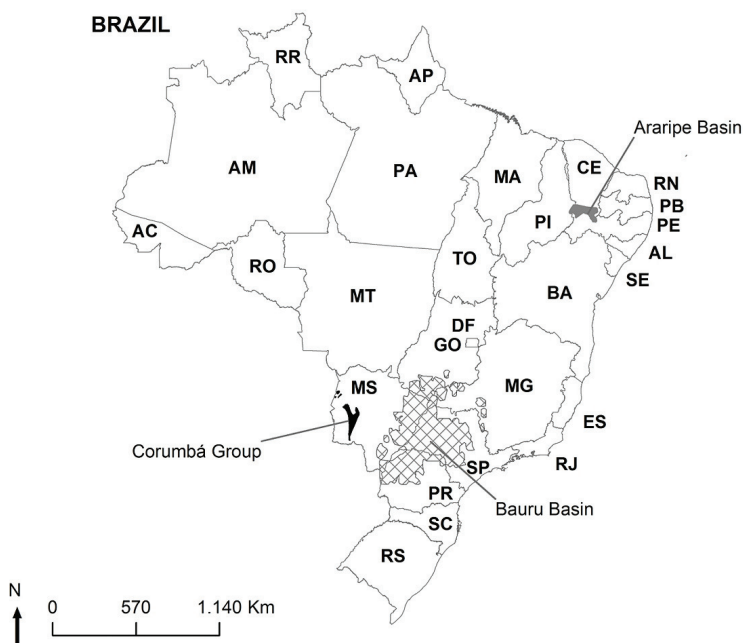 BRAZIL
RR
AP
Araripe Basin
AM
PA
MA
CE
RN
PB
PE
PI
AL
AC
RO
TO
SE
MT
BA
DF
GO
MS
MG
ES
Corumbá Group
SP
RJ
PR
Bauru Basin
SC
RS
N
0 570 1.140 Km